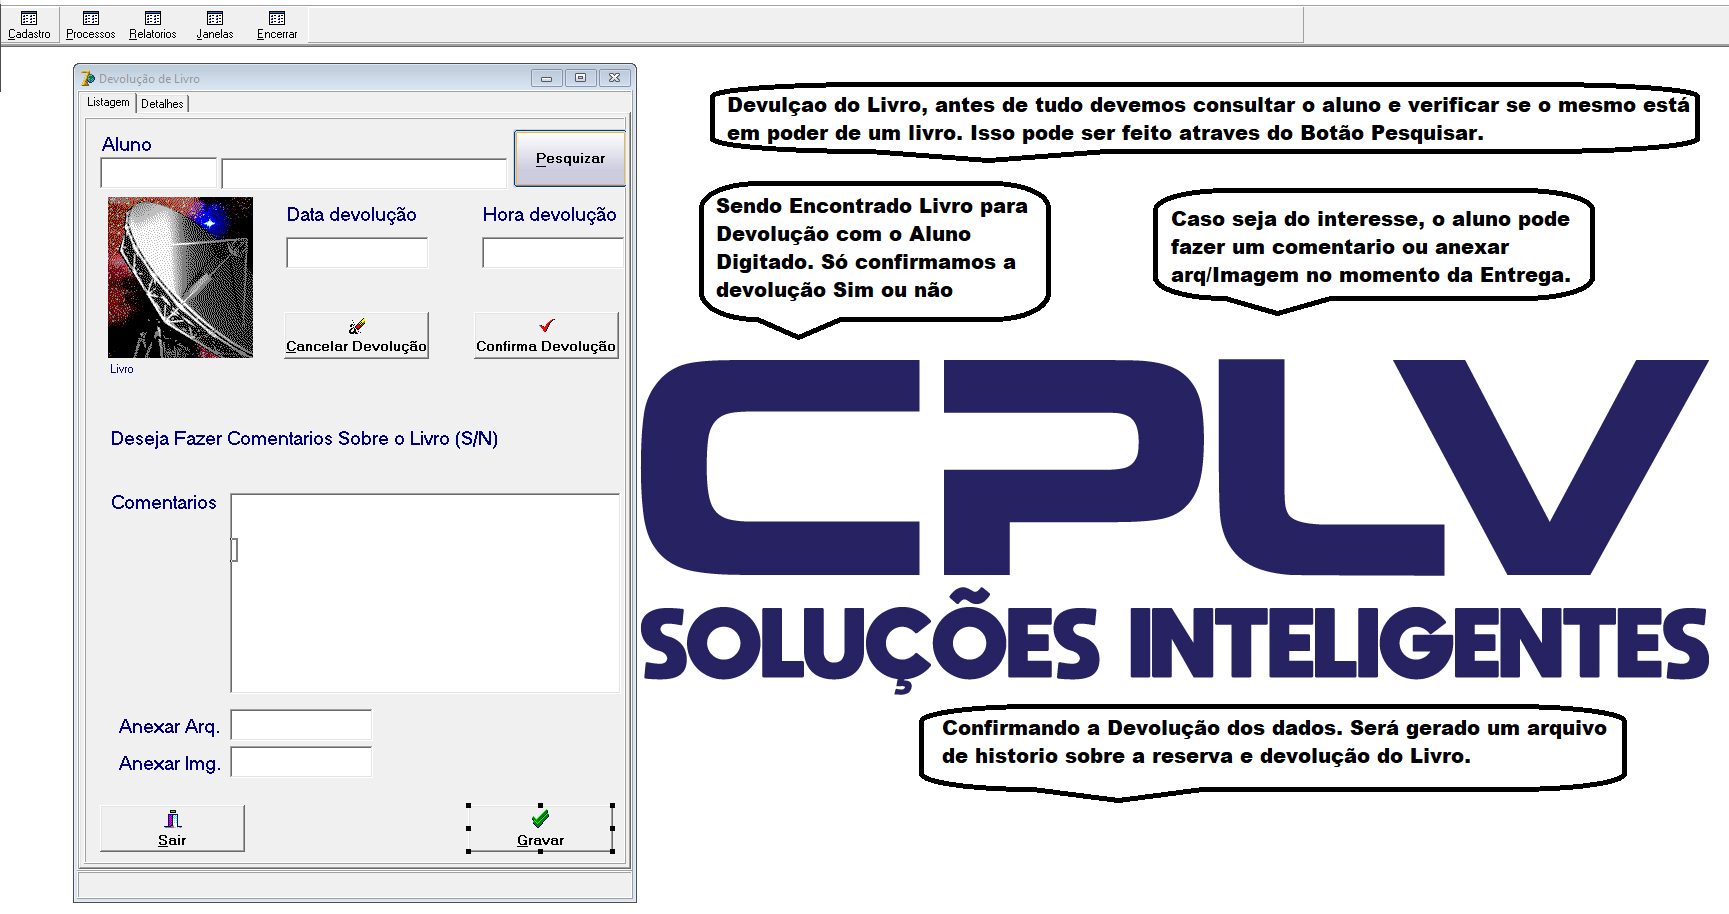 Cadastro Processos Relatorios Janelas Encerrar
Devolução de Livro
Listagem Detalhes
Aluno
Pesquizar
Data devolução Hora devolução
Cancelar Devolução Confirma Devolução
Livro
Deseja Fazer Comentarios Sobre o Livro (S/N)
Comentarios
Anexar Arq.
Anexar Img.
Sair Gravar
Devulçao do Livro, antes de tudo devemos consultar o aluno e verificar se o mesmo está
em poder de um livro. Isso pode ser feito atraves do Botão Pesquisar.
Sendo Encontrado Livro para
Devolução com o Aluno
Digitado. Só confirmamos a
devolução Sim ou não
Caso seja do interesse, o aluno pode
fazer um comentario ou anexar
arq/Imagem no momento da Entrega.
CPLV
SOLUÇÕES INTELIGENTES
Confirmando a Devolução dos dados. Será gerado um arquivo
de historio sobre a reserva e devolução do Livro.